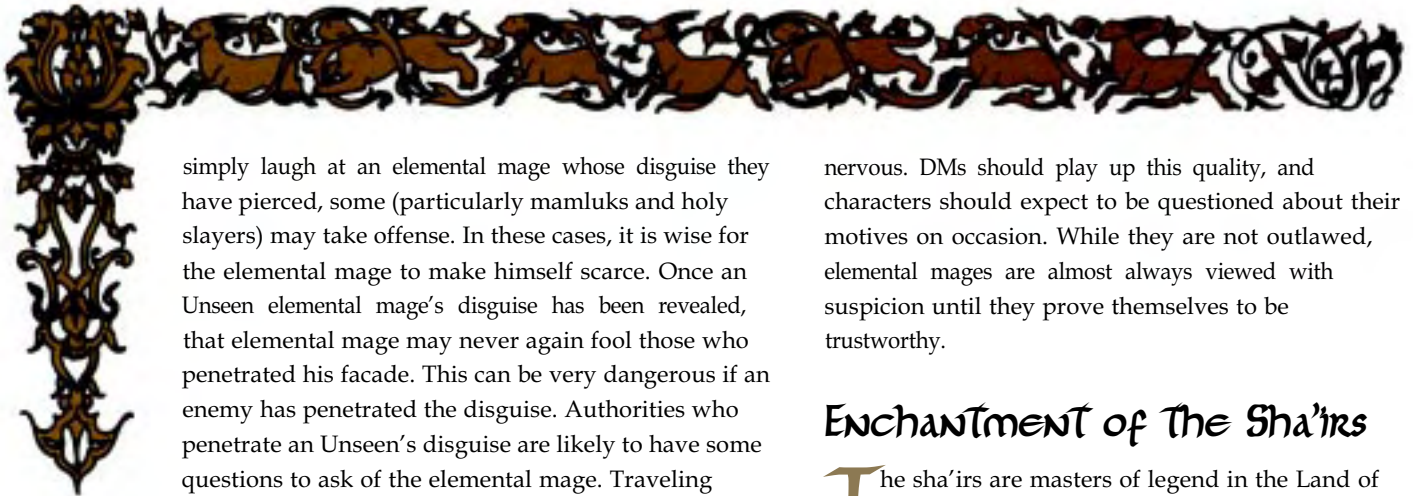 simply laugh at an elemental mage whose disguise they
have pierced, some (particularly mamluks and holy
slayers) may take offense. In these cases, it is wise for
the elemental mage to make himself scarce. Once an
Unseen elemental mage’s disguise has been revealed,
that elemental mage may never again fool those who
penetrated his facade. This can be very dangerous if an
enemy has penetrated the disguise. Authorities who
penetrate an Unseen’s disguise are likely to have some
questions to ask of the elemental mage. Traveling
nervous. DMs should play up this quality, and
characters should expect to be questioned about their
motives on occasion. While they are not outlawed,
elemental mages are almost always viewed with
suspicion until they prove themselves to be
trustworthy.
Enchantment of the Sha’irs
The sha’irs are masters of legend in the Land of